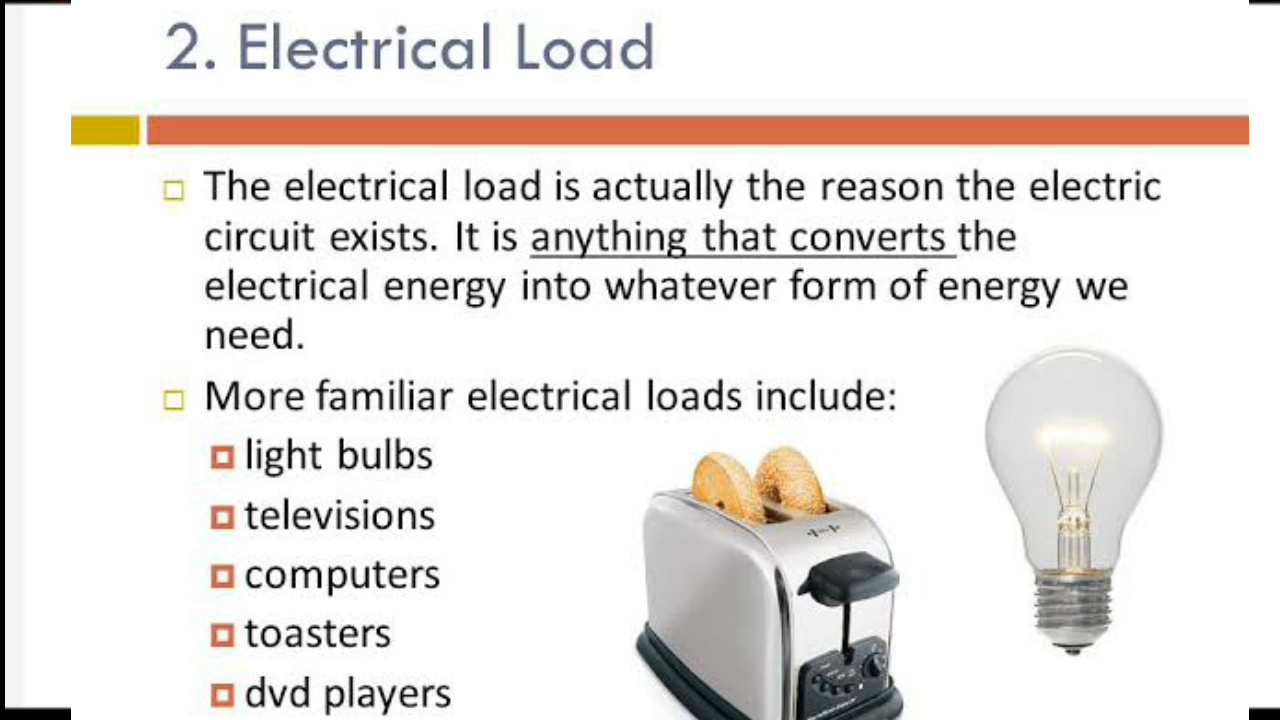 2. Electrical Load
The electrical load is actually the reason the electric
circuit exists. It is anything that converts the
electrical energy into whatever form of energy we
need.
More familiar electrical loads include:
light bulbs
televisions
computers
toasters
dvd players